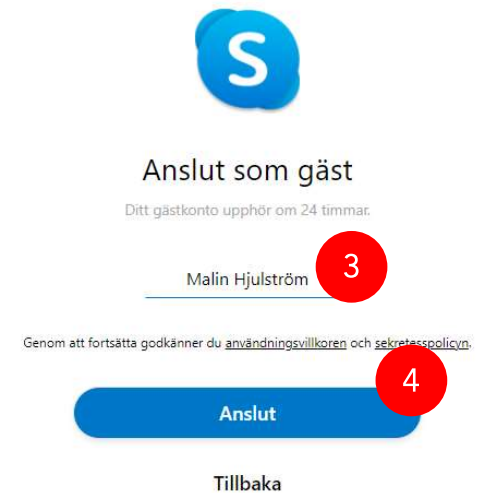 S
Anslut som gäst
Ditt gästkonto upphör om 24 timmar.
Malin Hjulström
3
Genom att fortsätta godkänner du användningsvillkoren och sekretesspolicyn.
4
Anslut
Tillbaka